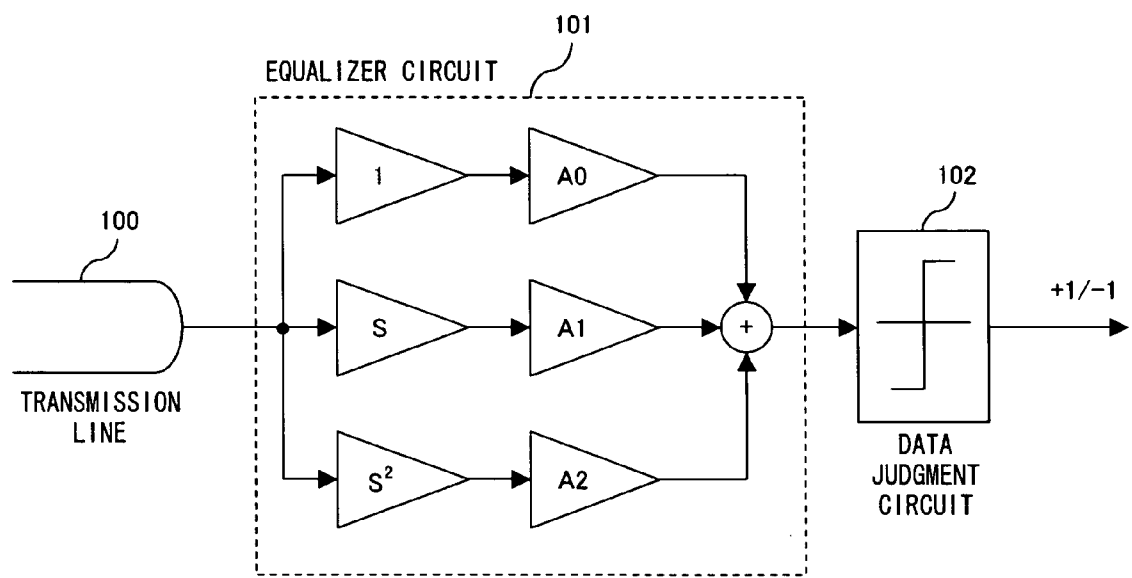 101
EQUALIZER CIRCUIT
1
A0
102
100
S
A1
+
+1/-1
TRANSMISSION
LINE
S²
A2
DATA
JUDGMENT
CIRCUIT